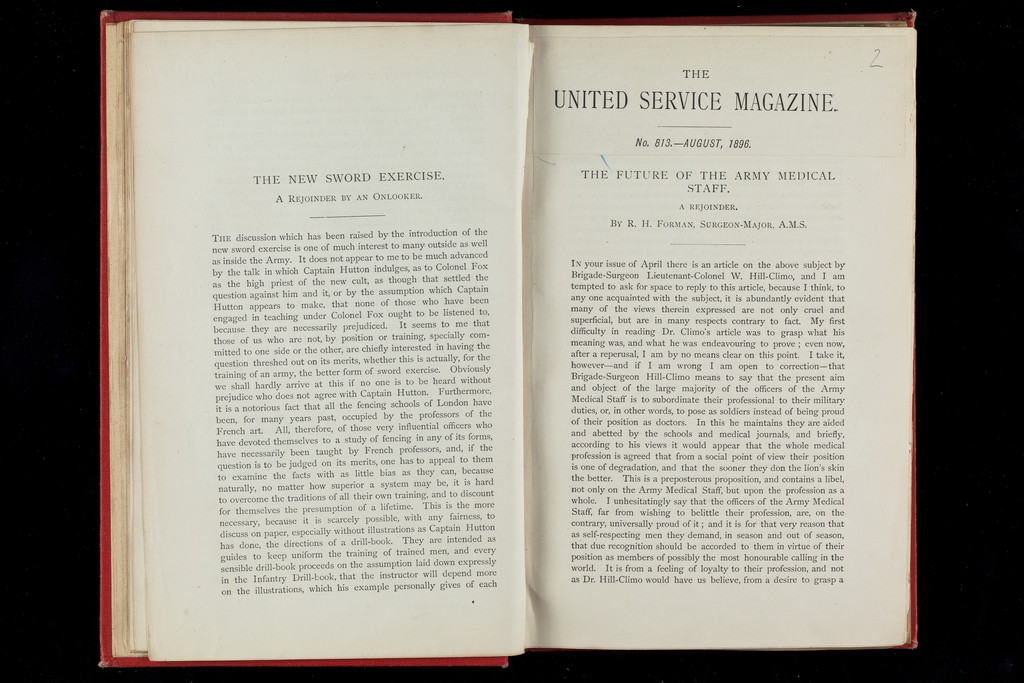 THE NEW SWORD EXERCISE.
A REJOINDER BY AN ONLOOKER.
THE discussion which has been raised by the introduction of the
new sword exercise is one of much interest to many outside as well
as inside the Army. It does not appear to me to be much advanced
by the talk in which Captain Hutton indulges, as to Colonel Fox
as the high priest of the new cult, as though that settled the
question against him and it, or by the assumption which Captain
Hutton appears to make, that none of those who have been
engaged in teaching under Colonel Fox ought to be listened to,
because they are necessarily prejudiced. It seems to me that
those of us who are not, by position or training, specially com-
mitted to one side or the other, are chiefly interested in having the
question threshed out on its merits, whether this is actually, for the
training of an army, the better form of sword exercise. Obviously
we shall hardly arrive at this if no one is to be heard without
prejudice who does not agree with Captain Hutton. Furthermore,
it is a notorious fact that all the fencing schools of London have
been, for many years past, occupied by the professors of the
French art. All, therefore, of those very influential officers who
have devoted themselves to a study of fencing in any of its forms,
have necessarily been taught by French professors, and, if the
question is to be judged on its merits, one has to appeal to them
to examine the facts with as little bias as they can, because
naturally, no matter how superior a system may be, it is hard
to overcome the traditions of all their own training, and to discount
for themselves the presumption of a lifetime. This is the more
necessary, because it is scarcely possible, with any fairness, to
discuss on paper, especially without illustrations as Captain Hutton
has done, the directions of a drill-book. They are intended as
guides to keep uniform the training of trained men, and every
sensible drill-book proceeds on the assumption laid down expressly
in the Infantry Drill-book, that the instructor will depend more
on the illustrations, which his example personally gives of each
2
THE
UNITED SERVICE MAGAZINE.
No. 813.—AUGUST, 1896.
THE FUTURE OF THE ARMY MEDICAL
STAFF.
A REJOINDER.
BY R. H. FORMAN, SURGEON-MAJOR, A.M.S.
IN your issue of April there is an article on the above subject by
Brigade-Surgeon Lieutenant-Colonel W. Hill-Climo, and I am
tempted to ask for space to reply to this article, because I think, to
any one acquainted with the subject, it is abundantly evident that
many of the views therein expressed are not only cruel and
superficial, but are in many respects contrary to fact. My first
difficulty in reading Dr. Climo's article was to grasp what his
meaning was, and what he was endeavouring to prove ; even now,
after a reperusal, I am by no means clear on this point. I take it,
however—and if I am wrong I am open to correction—that
Brigade-Surgeon Hill-Climo means to say that the present aim
and object of the large majority of the officers of the Army
Medical Staff is to subordinate their professional to their military
duties, or, in other words, to pose as soldiers instead of being proud
of their position as doctors. In this he maintains they are aided
and abetted by the schools and medical journals, and briefly,
according to his views it would appear that the whole medical
profession is agreed that from a social point of view their position
is one of degradation, and that the sooner they don the lion's skin
the better. This is a preposterous proposition, and contains a libel,
not only on the Army Medical Staff, but upon the profession as a
whole. I unhesitatingly say that the officers of the Army Medical
Staff, far from wishing to belittle their profession, are, on the
contrary, universally proud of it ; and it is for that very reason that
as self-respecting men they demand, in season and out of season,
that due recognition should be accorded to them in virtue of their
position as members of possibly the most honourable calling in the
world. It is from a feeling of loyalty to their profession, and not
as Dr. Hill-Climo would have us believe, from a desire to grasp a